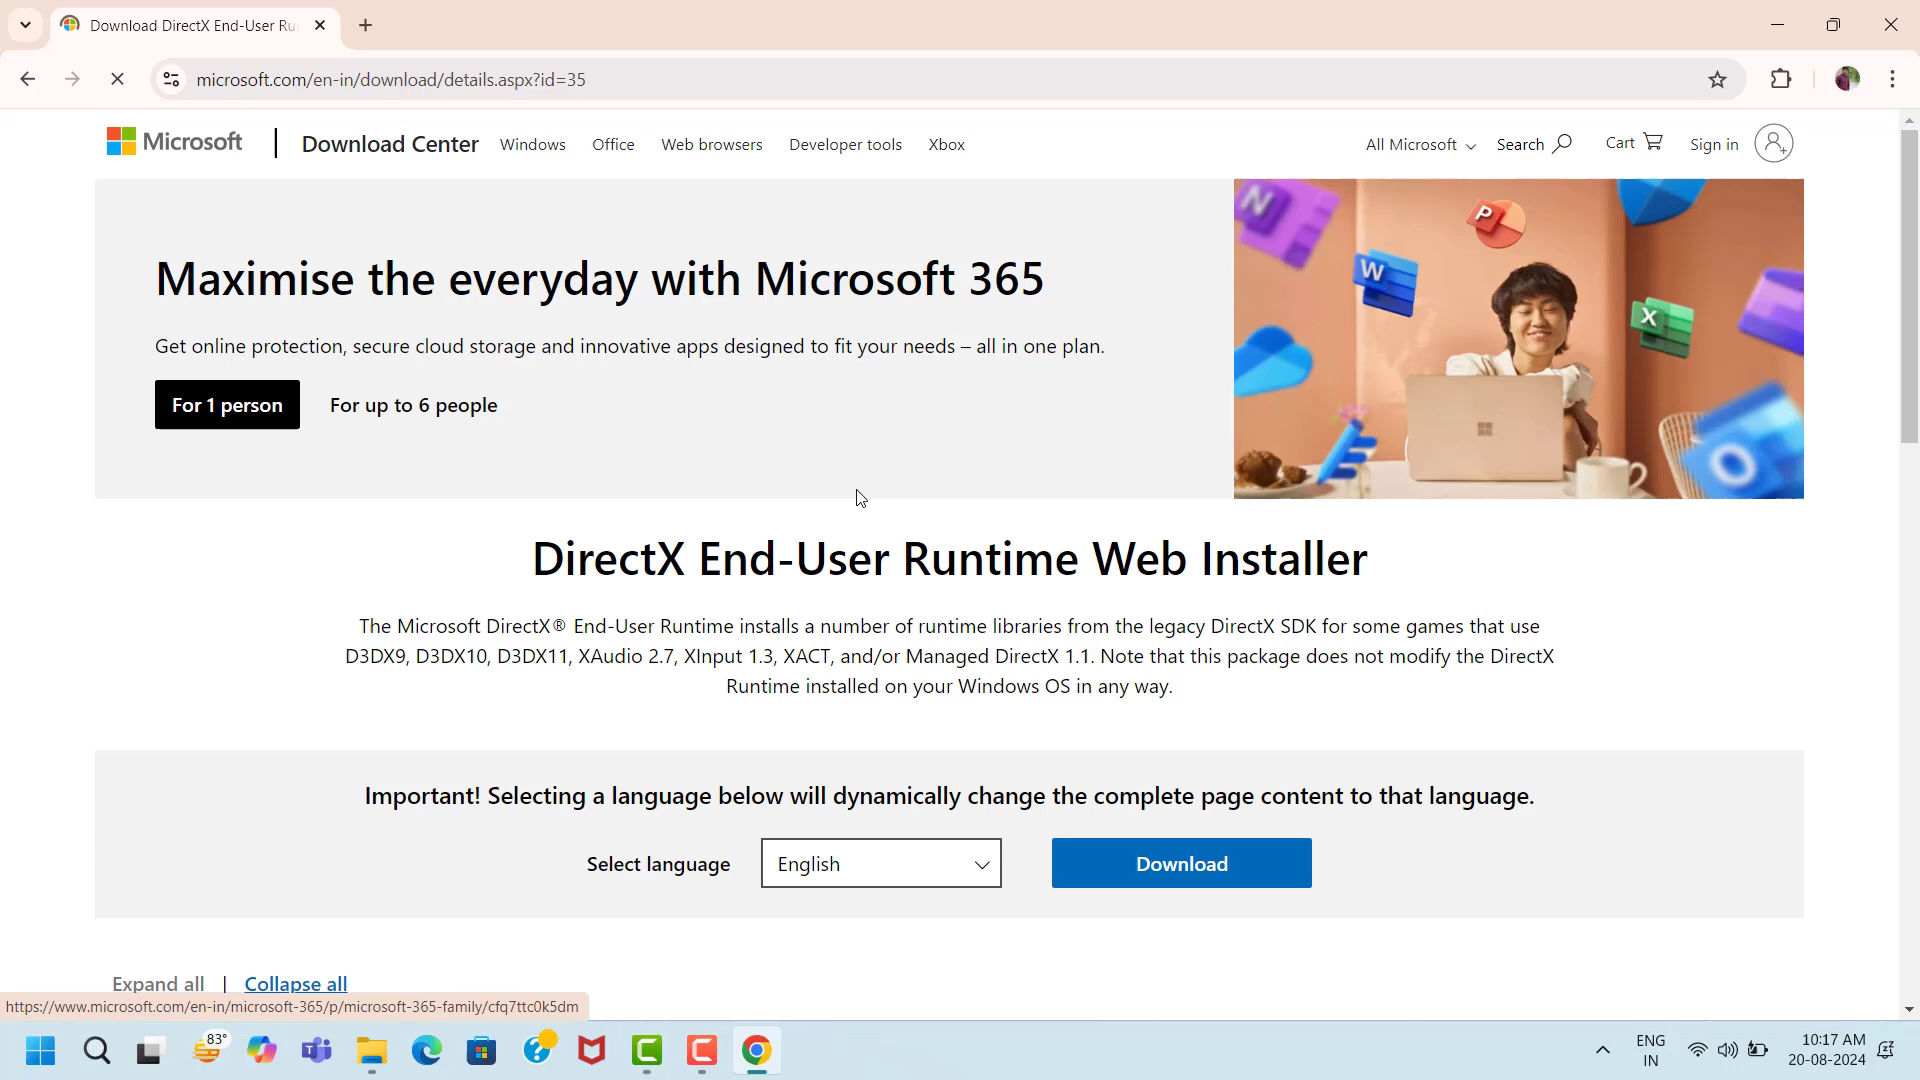 Download DirectX End-User Ru
microsoft.com/en-in/download/details.aspx?id=35
Microsoft
Download Center
Windows
Office
Web browsers
Developer tools
Xbox
All Microsoft
Search
Cart
Sign in
Maximise the everyday with Microsoft 365
Get online protection, secure cloud storage and innovative apps designed to fit your needs – all in one plan.
For 1 person
For up to 6 people
N
P
W
X
DirectX End-User Runtime Web Installer
The Microsoft DirectX® End-User Runtime installs a number of runtime libraries from the legacy DirectX SDK for some games that use
D3DX9, D3DX10, D3DX11, XAudio 2.7, XInput 1.3, XACT, and/or Managed DirectX 1.1. Note that this package does not modify the DirectX
Runtime installed on your Windows OS in any way.
Important! Selecting a language below will dynamically change the complete page content to that language.
Select language
English
Download
Expand all | Collapse all
https://www.microsoft.com/en-in/microsoft-365/p/microsoft-365-family/cfq7ttc0k5dm
83°
ENG
IN
10:17 AM
20-08-2024